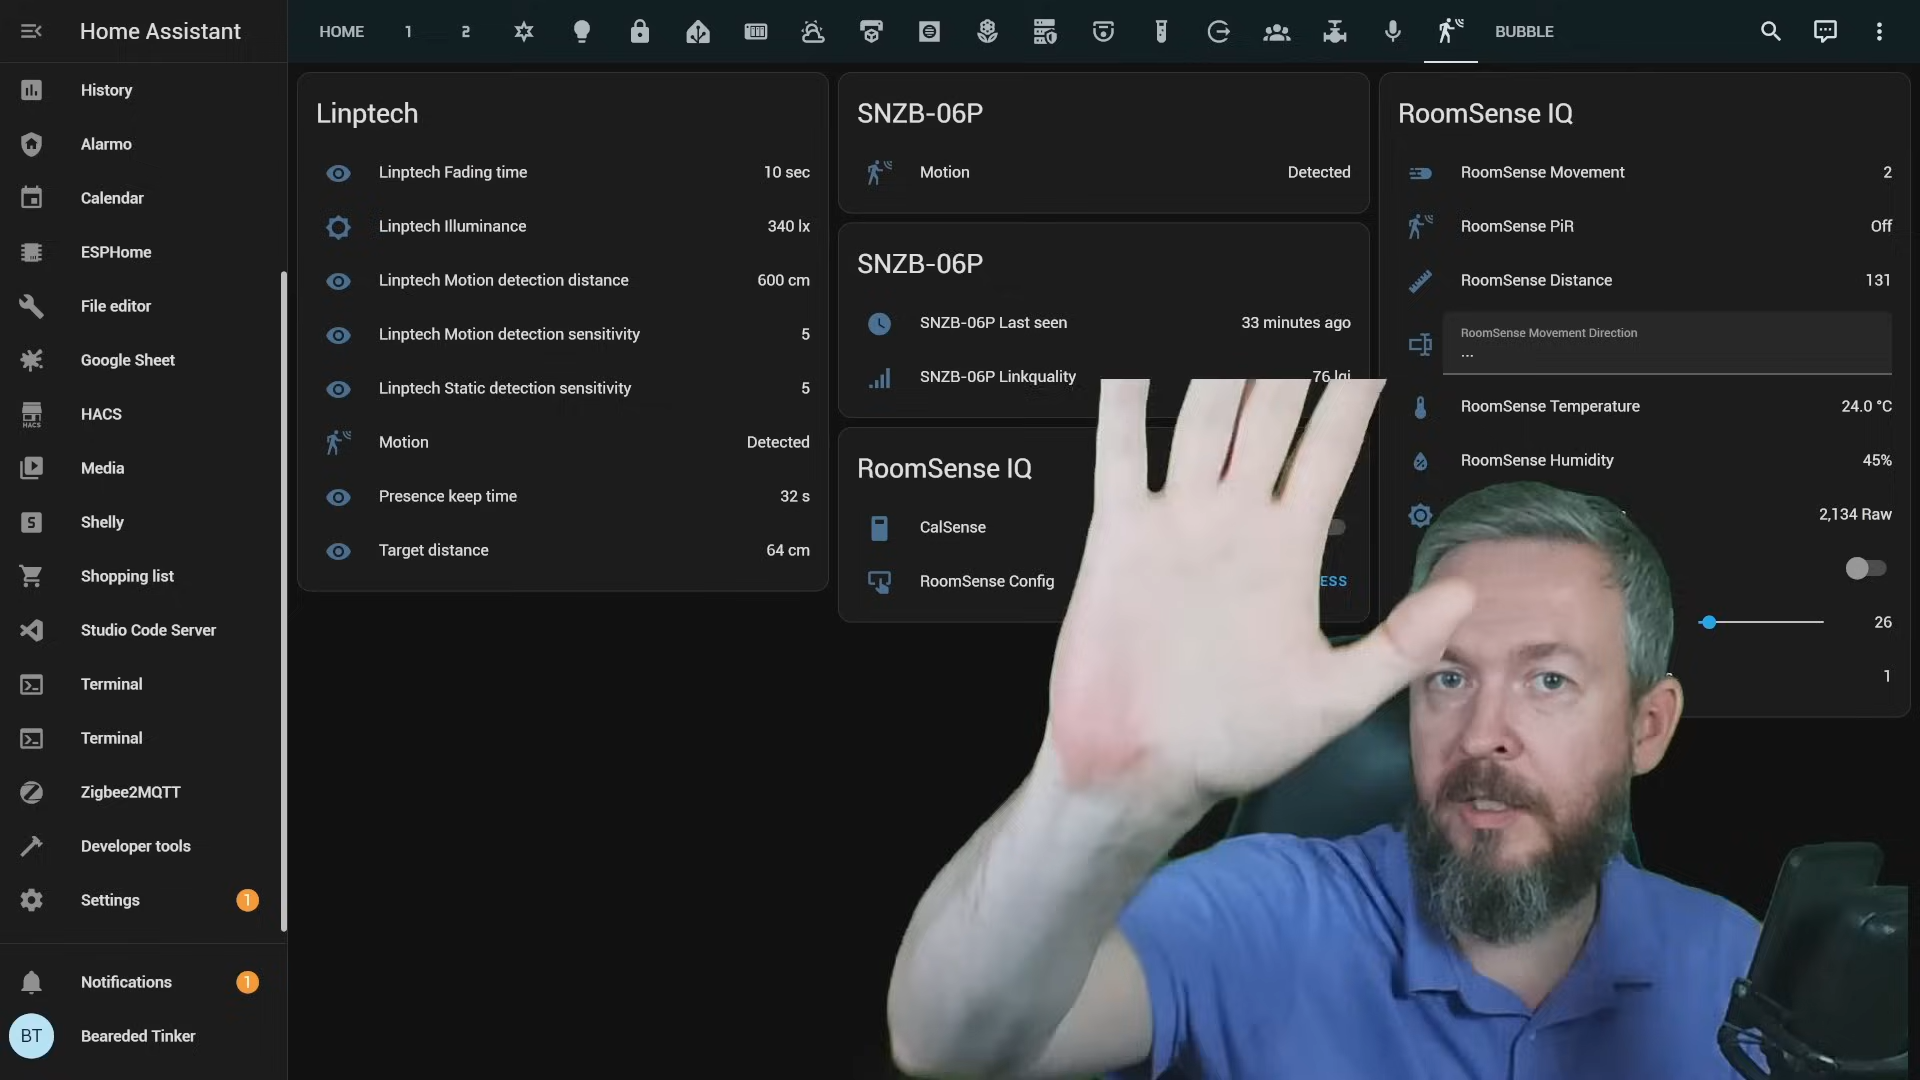 Home Assistant
HOME
1
2
BUBBLE
History
Alarmo
Calendar
ESPHome
File editor
Google Sheet
HACS
HACS
Media
S
Shelly
Shopping list
Studio Code Server
Terminal
Terminal
Zigbee2MQTT
Developer tools
Settings
1
Notifications
1
BT
Bearded Tinker
Linptech
Linptech Fading time
10 sec
Linptech Illuminance
340 lx
Linptech Motion detection distance
600 cm
Linptech Motion detection sensitivity
5
Linptech Static detection sensitivity
5
Motion
Detected
Presence keep time
32 s
Target distance
64 cm
SNZB-06P
Motion
Detected
SNZB-06P
SNZB-06P Last seen
33 minutes ago
SNZB-06P Linkquality
76 lqi
RoomSense IQ
CalSense
RoomSense Config
ESS
RoomSense IQ
RoomSense Movement
2
RoomSense PiR
Off
RoomSense Distance
131
RoomSense Movement Direction
...
RoomSense Temperature
24.0 °C
RoomSense Humidity
45%
2,134 Raw
26
1